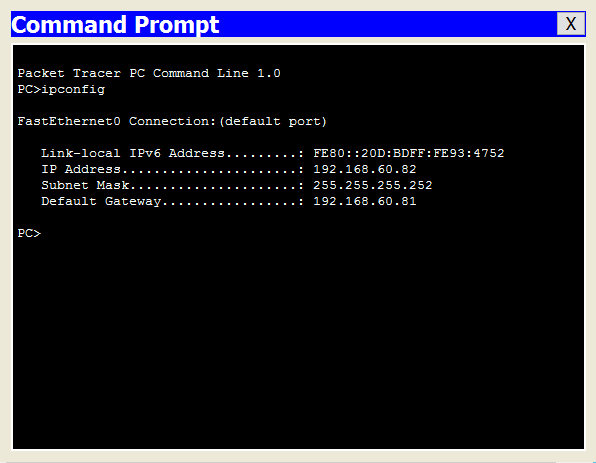 Command Prompt
X
Packet Tracer PC Command Line 1.0
PC>ipconfig
FastEthernet0 Connection:(default port)
Link-local IPv6 Address.........: FE80::20D:BDFF:FE93:4752
IP Address......................: 192.168.60.82
Subnet Mask.....................: 255.255.255.252
Default Gateway.................: 192.168.60.81
PC>